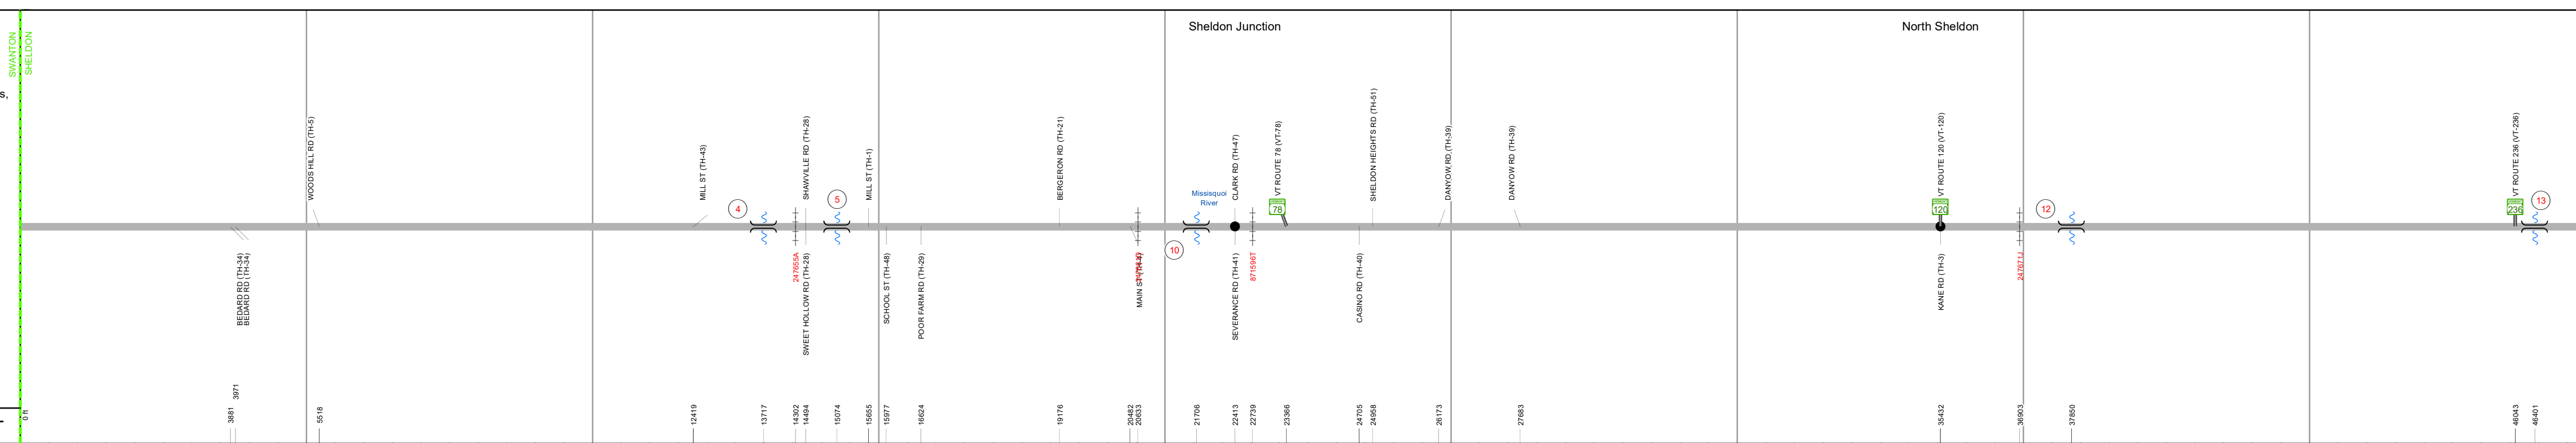 Sheldon Junction
North Sheldon
SWANTON
SHELDON
S,
WOODS HILL RD (TH-5)
MILL ST (TH-43)
SHAWVILLE RD (TH-28)
MILL ST (TH-1)
BERGERON RD (TH-21)
Missisquoi
River
CLARK RD (TH-47)
VT ROUTE 78 (VT-78)
SHELDON HEIGHTS RD (TH-51)
DANYOW RD (TH-39)
DANYOW RD (TH-39)
VT ROUTE 120 (VT-120)
VT ROUTE 236 (VT-236)
4
5
10
78
120
12
236
13
BEDARD RD (TH-34)
BEDARD RD (TH-34)
247655A
SWEET HOLLOW RD (TH-28)
SCHOOL ST (TH-48)
POOR FARM RD (TH-29)
MAIN ST
SEVERANCE RD (TH-41)
871596T
CASINO RD (TH-40)
KANE RD (TH-3)
247671J
0 ft
3881
3971
5518
12419
13717
14302
14494
15074
15655
15977
16624
19176
20482
20633
21706
22413
22739
23366
24705
24958
26173
27683
35432
36903
37850
46043
46401